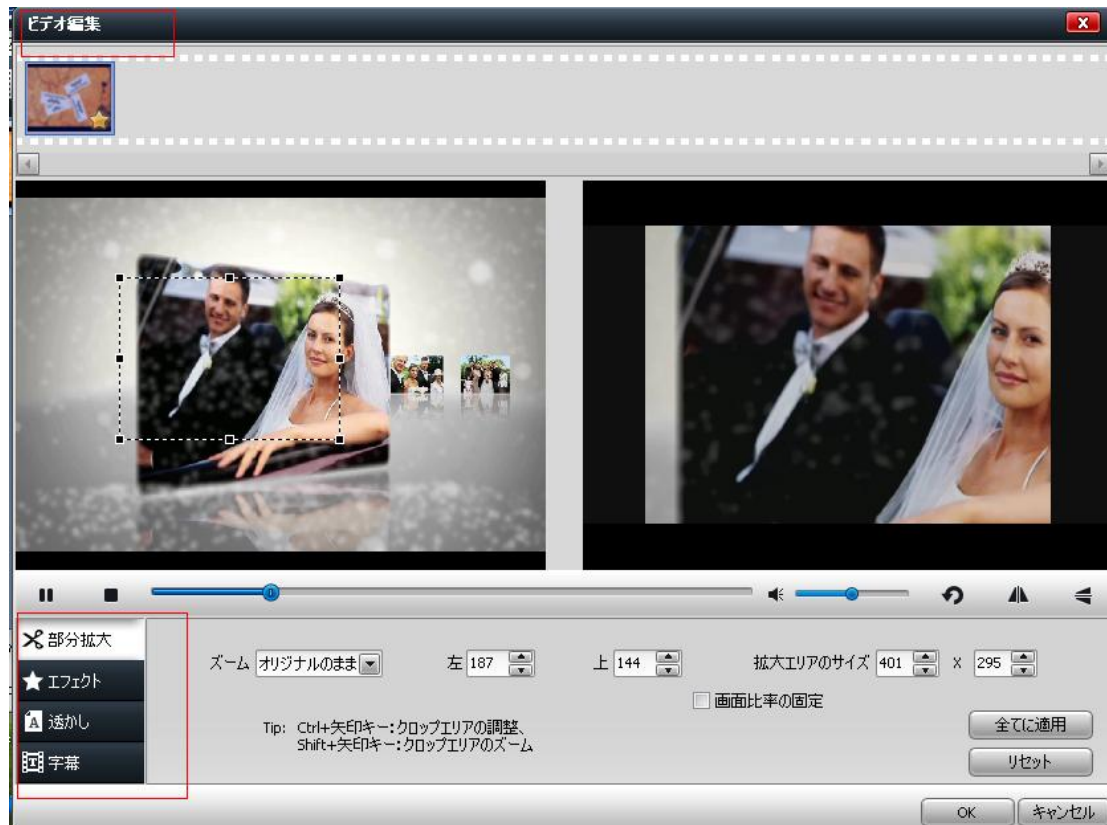 ビデオ編集
部分拡大
エフェクト
透かし
字幕
ズーム オリジナルのまま 左 187 上 144 拡大エリアのサイズ 401 X 295
画面比率の固定
Tip: Ctrl+矢印キー:クロップエリアの調整、
Shift+矢印キー:クロップエリアのズーム
全てに適用
リセット
OK キャンセル